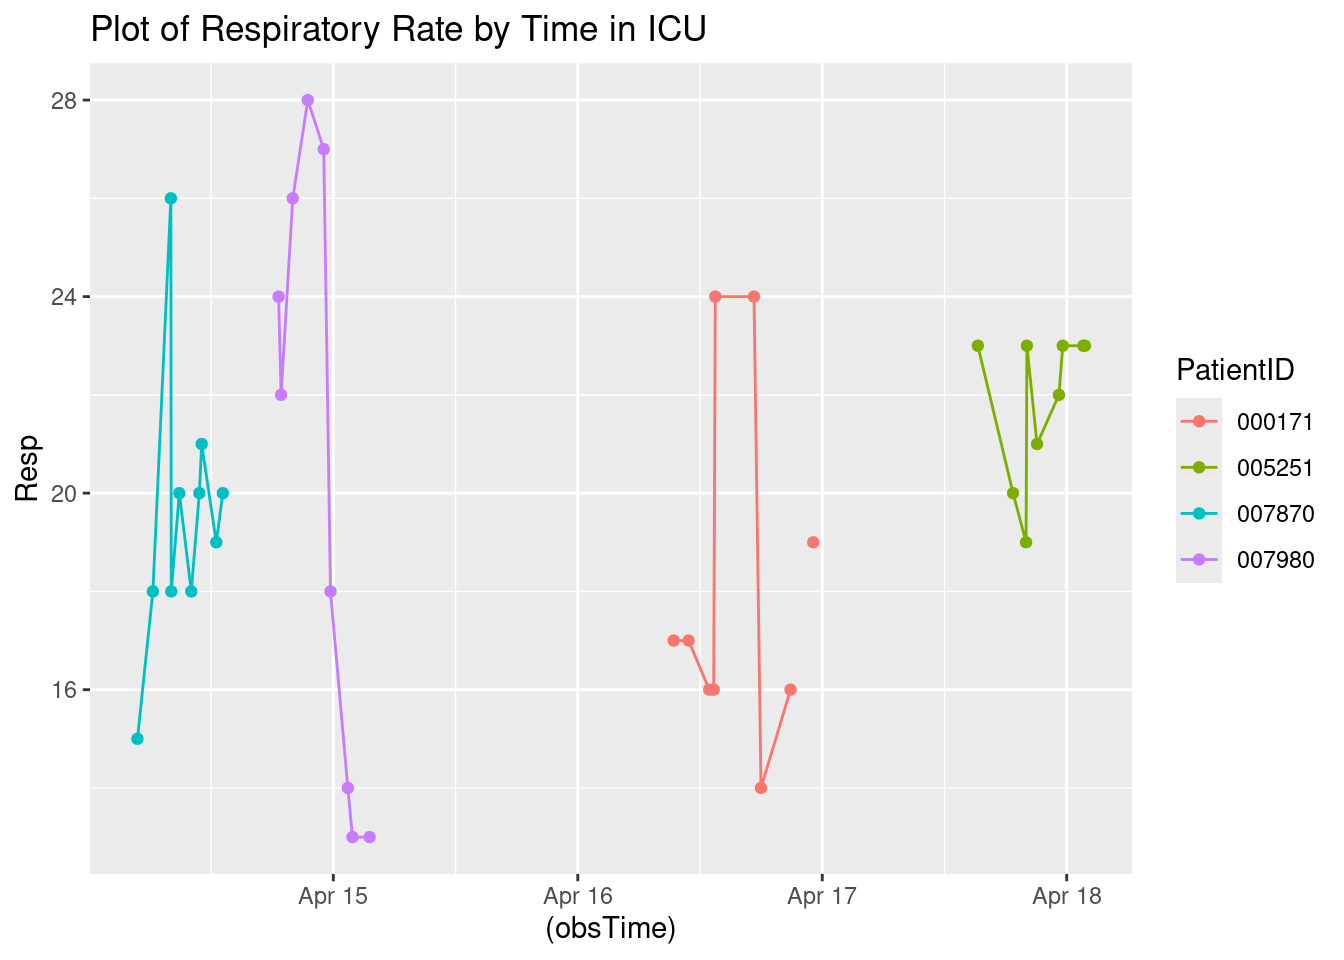 Plot of Respiratory Rate by Time in ICU
28
24
20
16
Resp
Apr 15
Apr 16
Apr 17
Apr 18
(obsTime)
PatientID
000171
005251
007870
007980